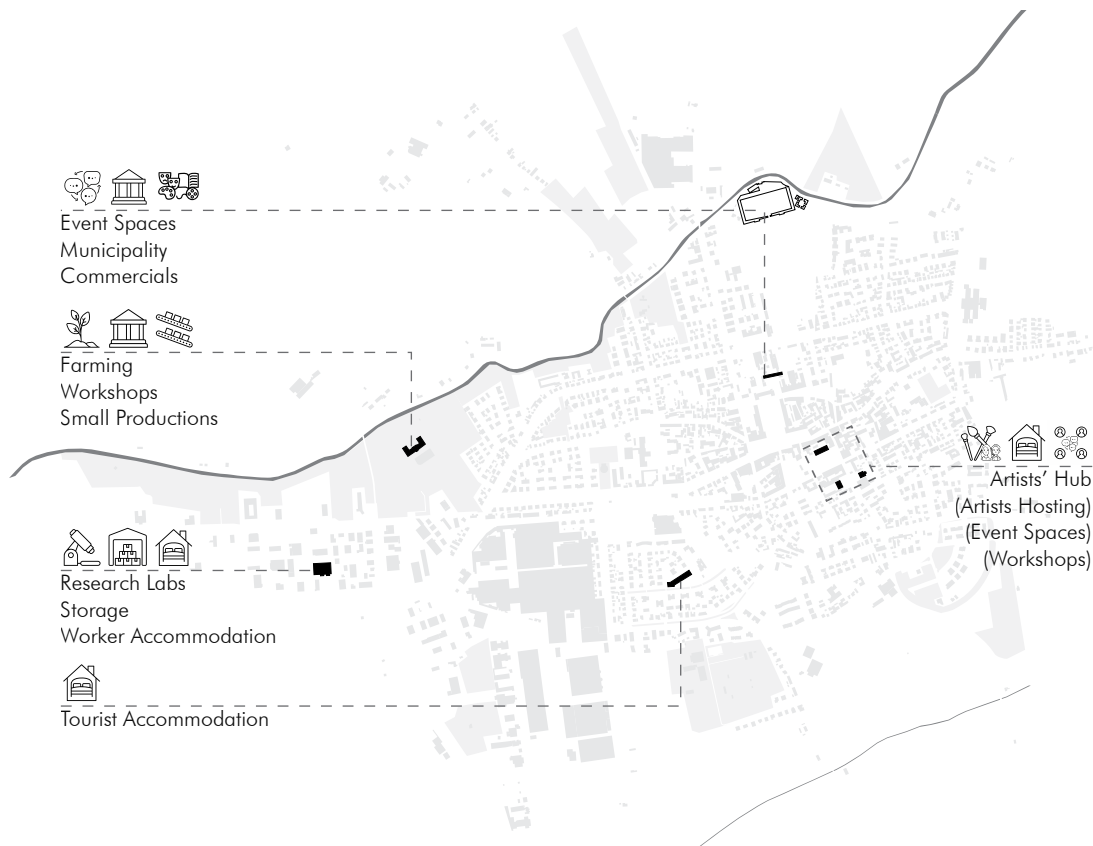 Event Spaces
Municipality
Commercials
Farming
Workshops
Small Productions
Artists’ Hub
(Artists Hosting)
(Event Spaces)
(Workshops)
Research Labs
Storage
Worker Accommodation
Tourist Accommodation